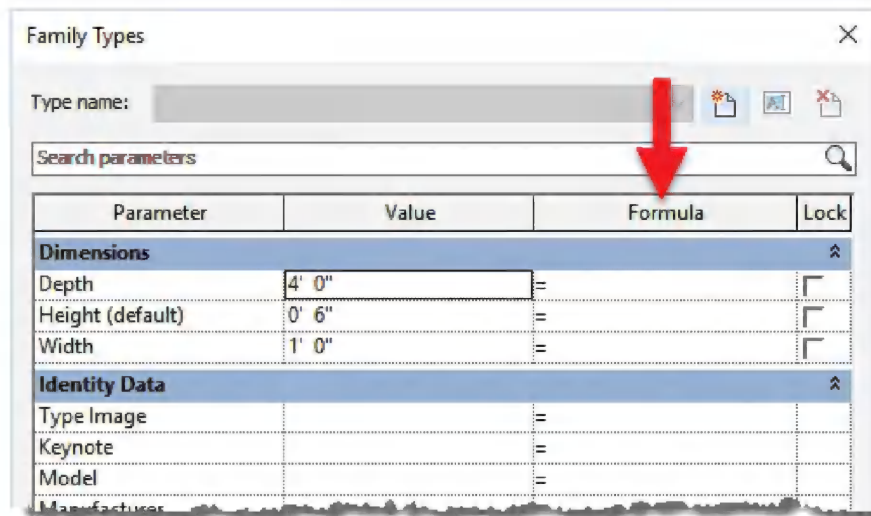 Family Types
Type name:
Search parameters
Parameter Value Formula Lock
Dimensions
Depth 4' 0" =
Height (default) 0' 6" =
Width 1' 0" =
Identity Data
Type Image =
Keynote =
Model =
Manufacturer